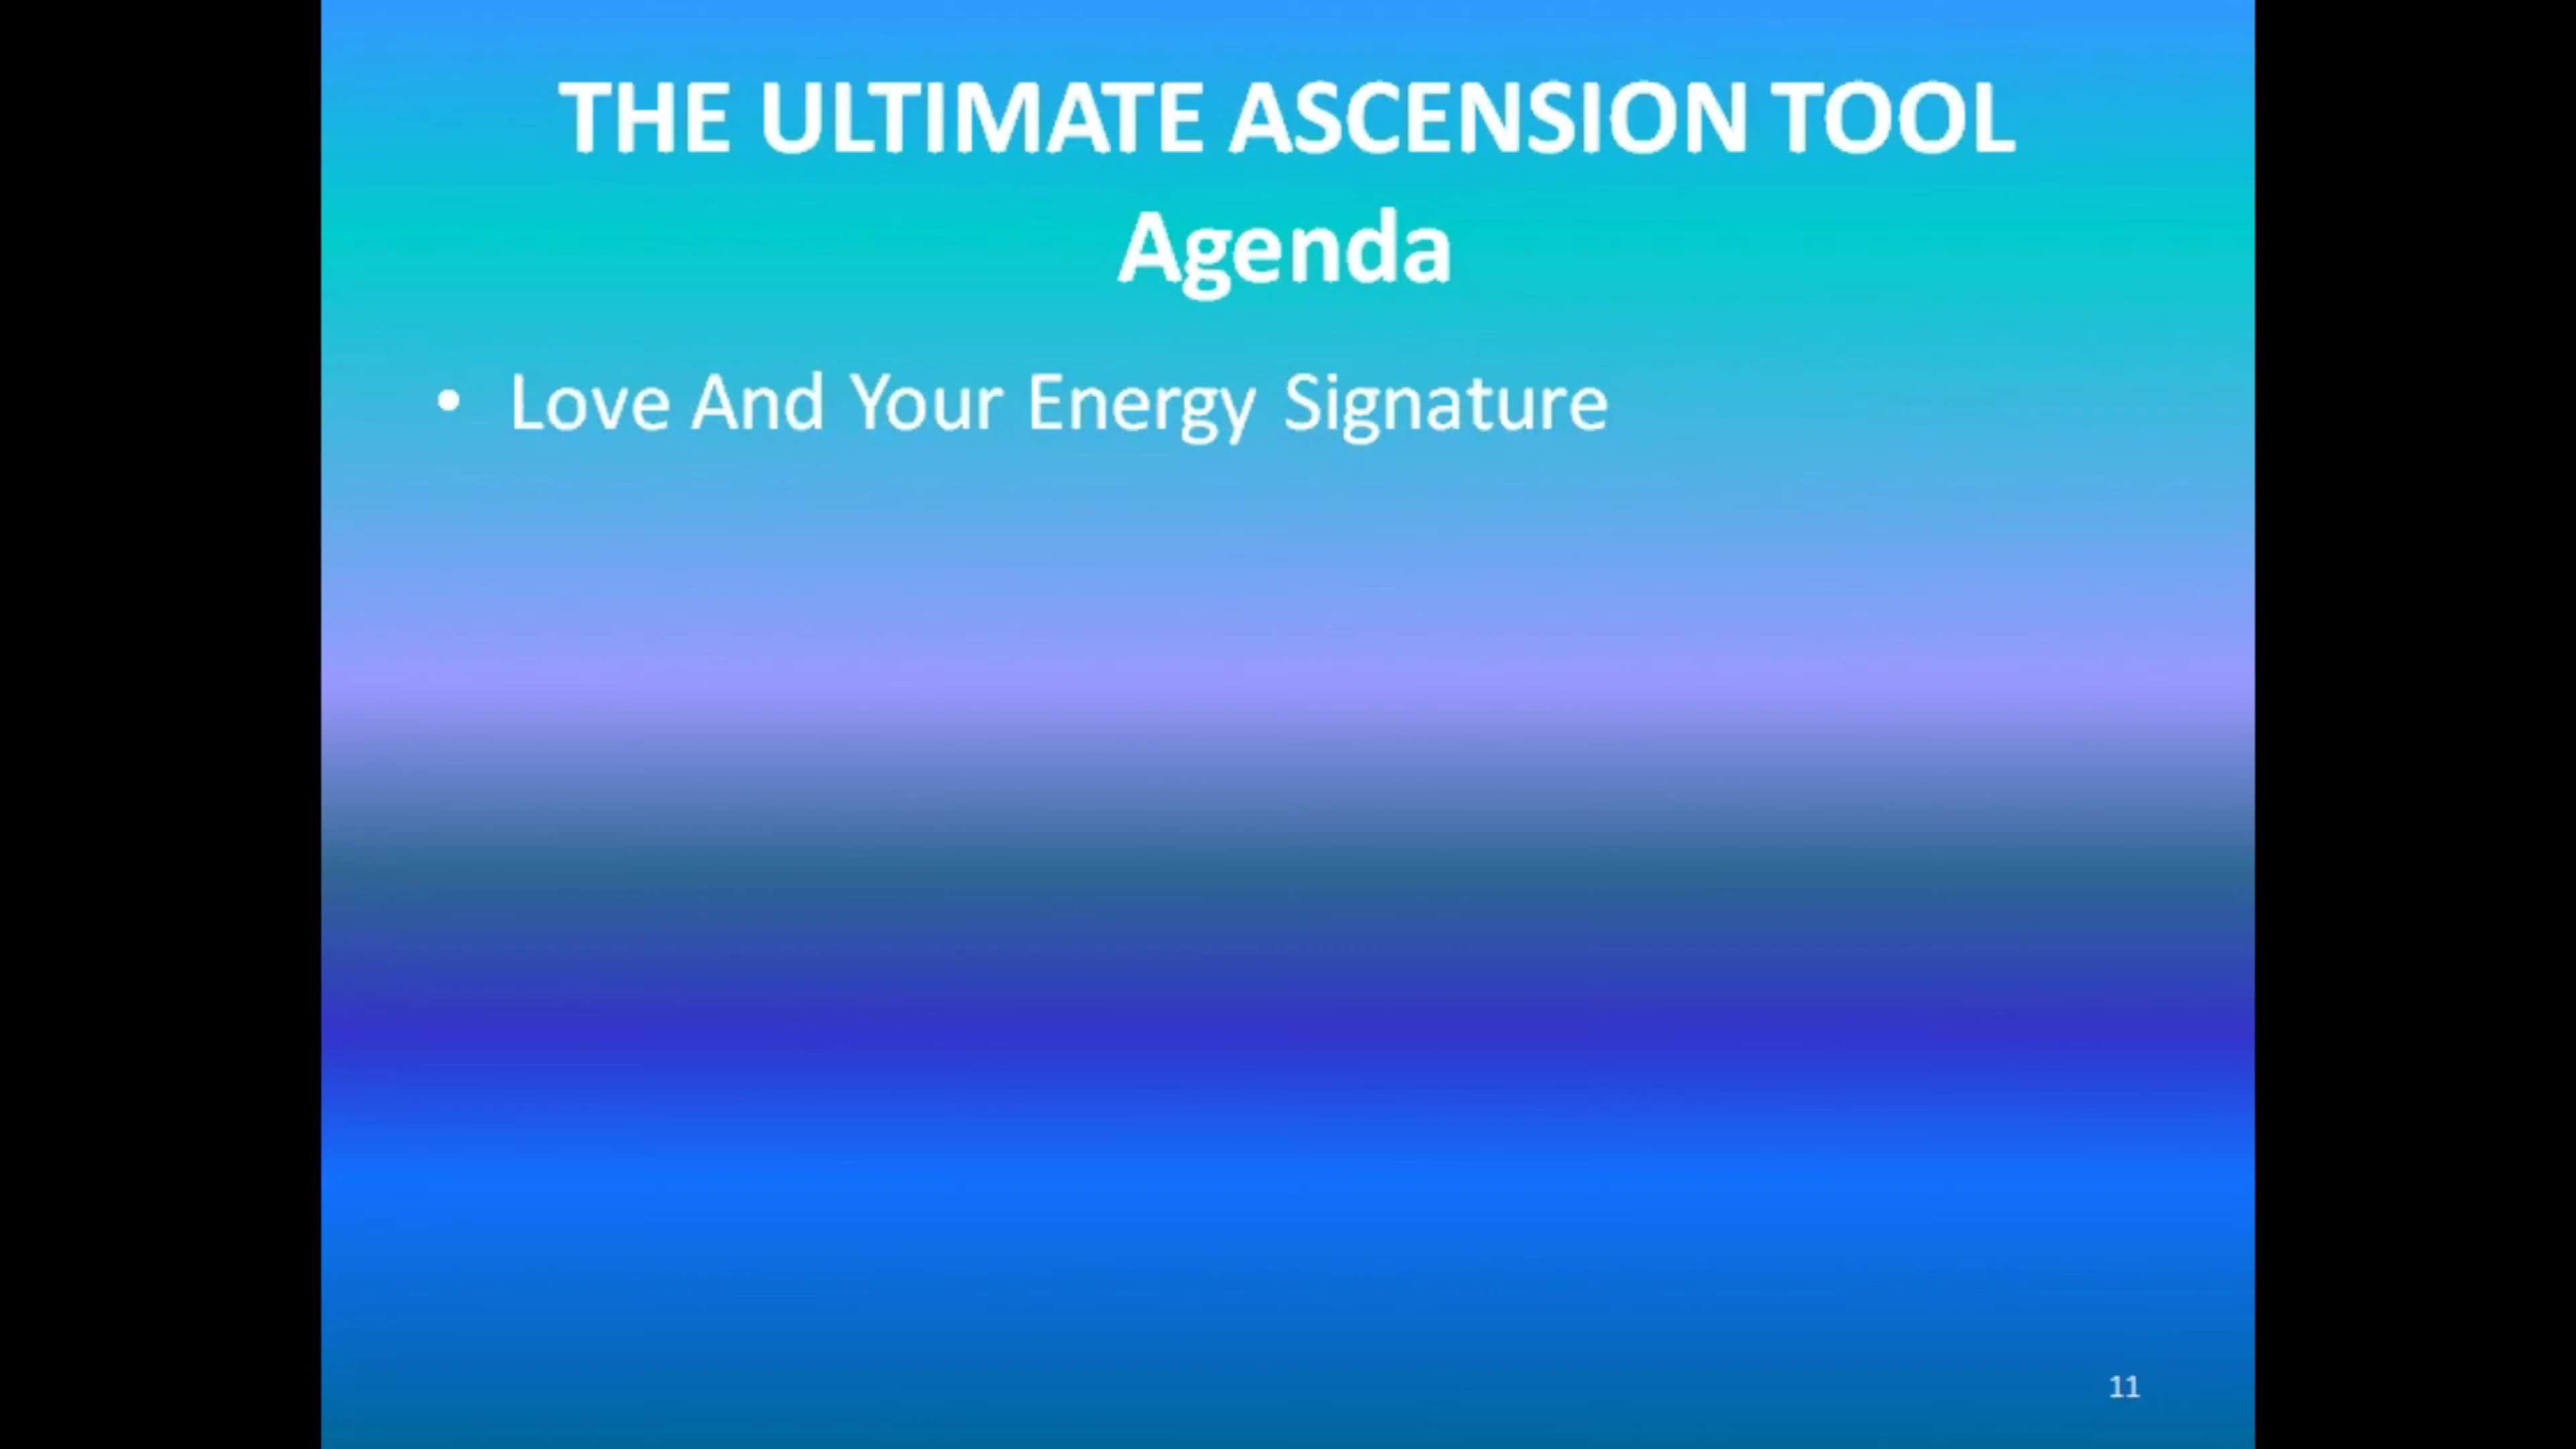 THE ULTIMATE ASCENSION TOOL
Agenda
• Love And Your Energy Signature
11